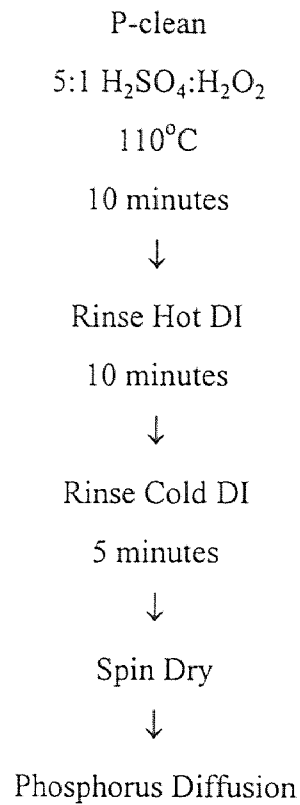 P-clean
5:1 H₂SO₄:H₂O₂
110°C
10 minutes
↓
Rinse Hot DI
10 minutes
↓
Rinse Cold DI
5 minutes
↓
Spin Dry
↓
Phosphorus Diffusion